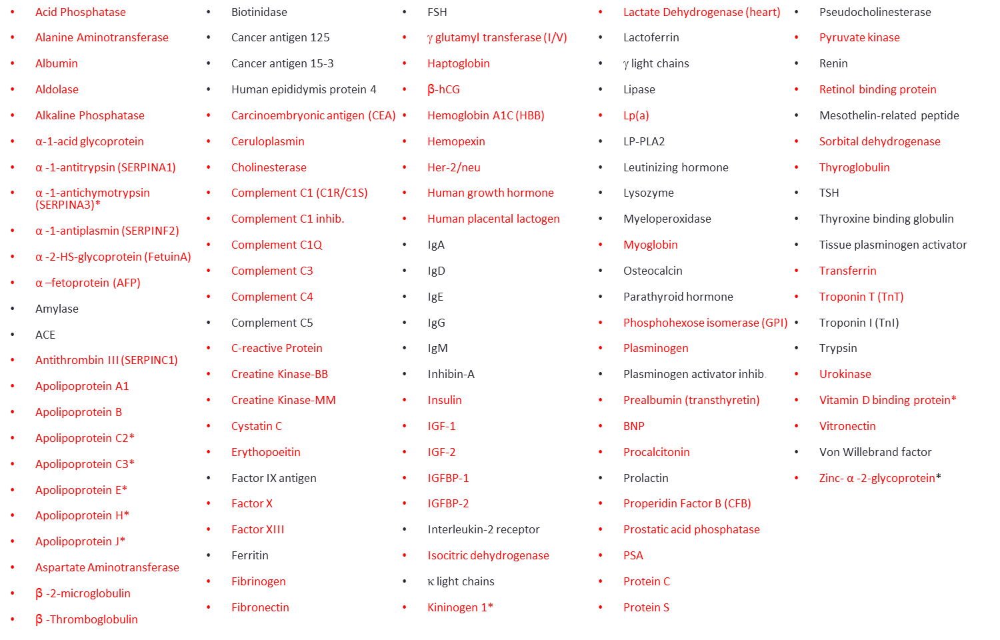 • Acid Phosphatase
• Alanine Aminotransferase
• Albumin
• Aldolase
• Alkaline Phosphatase
• α-1-acid glycoprotein
• α -1-antitrypsin (SERPINA1)
• α -1-antichymotrypsin
(SERPINA3)*
• α -1-antiplasmin (SERPINF2)
• α -2-HS-glycoprotein (FetuinA)
• α –fetoprotein (AFP)
• Amylase
• ACE
• Antithrombin III (SERPINC1)
• Apolipoprotein A1
• Apolipoprotein B
• Apolipoprotein C2*
• Apolipoprotein C3*
• Apolipoprotein E*
• Apolipoprotein H*
• Apolipoprotein J*
• Aspartate Aminotransferase
• β -2-microglobulin
• β -Thromboglobulin
• Biotinidase
• Cancer antigen 125
• Cancer antigen 15-3
• Human epididymis protein 4
• Carcinoembryonic antigen (CEA)
• Ceruloplasmin
• Cholinesterase
• Complement C1 (C1R/C1S)
• Complement C1 inhib.
• Complement C1Q
• Complement C3
• Complement C4
• Complement C5
• C-reactive Protein
• Creatine Kinase-BB
• Creatine Kinase-MM
• Cystatin C
• Erythopoeitin
• Factor IX antigen
• Factor X
• Factor XIII
• Ferritin
• Fibrinogen
• Fibronectin
• FSH
• γ glutamyl transferase (I/V)
• Haptoglobin
• β-hCG
• Hemoglobin A1C (HBB)
• Hemopexin
• Her-2/neu
• Human growth hormone
• Human placental lactogen
• IgA
• IgD
• IgE
• IgG
• IgM
• Inhibin-A
• Insulin
• IGF-1
• IGF-2
• IGFBP-1
• IGFBP-2
• Interleukin-2 receptor
• Isocitric dehydrogenase
• κ light chains
• Kininogen 1*
• Lactate Dehydrogenase (heart)
• Lactoferrin
• γ light chains
• Lipase
• Lp(a)
• LP-PLA2
• Leutinizing hormone
• Lysozyme
• Myeloperoxidase
• Myoglobin
• Osteocalcin
• Parathyroid hormone
• Phosphohexose isomerase (GPI)
• Plasminogen
• Plasminogen activator inhib.
• Prealbumin (transthyretin)
• BNP
• Procalcitonin
• Prolactin
• Properidin Factor B (CFB)
• Prostatic acid phosphatase
• PSA
• Protein C
• Protein S
• Pseudocholinesterase
• Pyruvate kinase
• Renin
• Retinol binding protein
• Mesothelin-related peptide
• Sorbital dehydrogenase
• Thyroglobulin
• TSH
• Thyroxine binding globulin
• Tissue plasminogen activator
• Transferrin
• Troponin T (TnT)
• Troponin I (TnI)
• Trypsin
• Urokinase
• Vitamin D binding protein*
• Vitronectin
• Von Willebrand factor
• Zinc- α -2-glycoprotein*